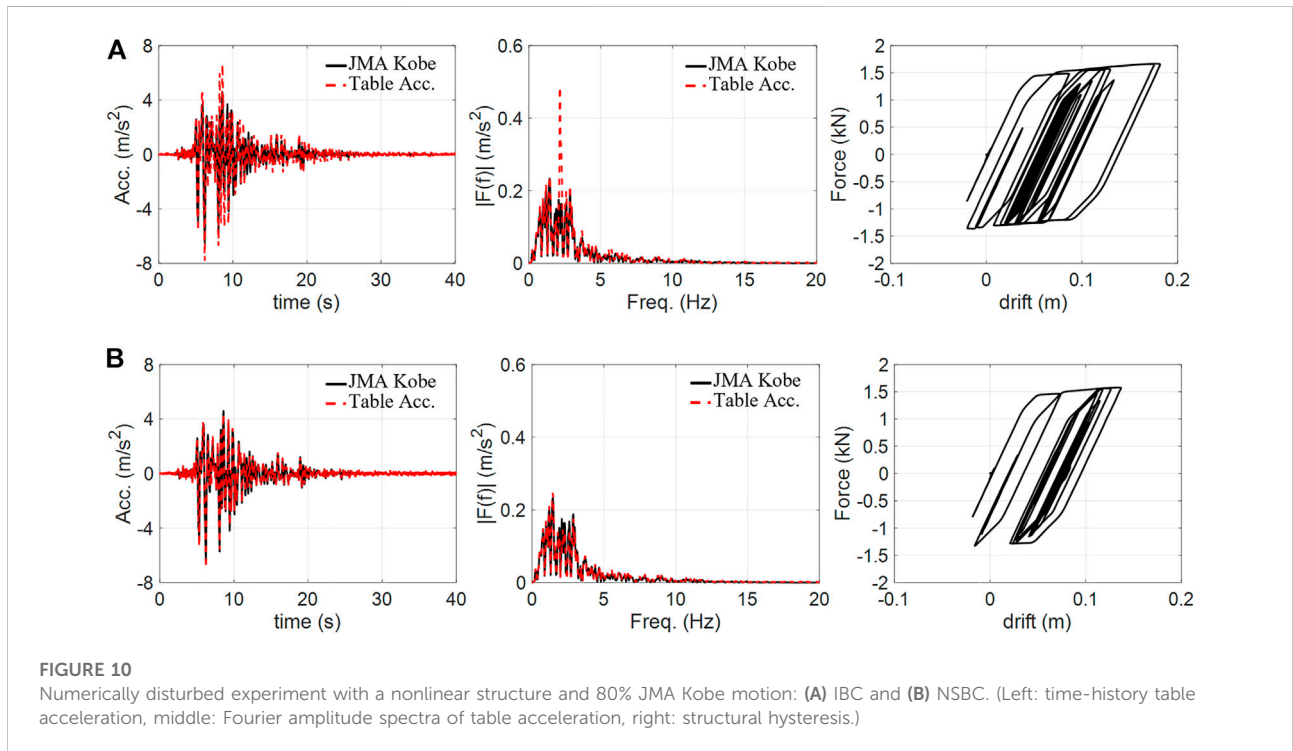 A
8
4
0
-4
-8
Acc. (m/s²)
0 10 20 30 40
time (s)
JMA Kobe
Table Acc.
0.6
0.4
0.2
0
|F(f)| (m/s²)
0 5 10 15 20
Freq. (Hz)
JMA Kobe
Table Acc.
2
1.5
1
0.5
0
-0.5
-1
-1.5
-2
Force (kN)
-0.1 0 0.1 0.2
drift (m)
B
8
4
0
-4
-8
Acc. (m/s²)
0 10 20 30 40
time (s)
JMA Kobe
Table Acc.
0.6
0.4
0.2
0
|F(f)| (m/s²)
0 5 10 15 20
Freq. (Hz)
JMA Kobe
Table Acc.
2
1.5
1
0.5
0
-0.5
-1
-1.5
-2
Force (kN)
-0.1 0 0.1 0.2
drift (m)
FIGURE 10
Numerically disturbed experiment with a nonlinear structure and 80% JMA Kobe motion: (A) IBC and (B) NSBC. (Left: time-history table
acceleration, middle: Fourier amplitude spectra of table acceleration, right: structural hysteresis.)